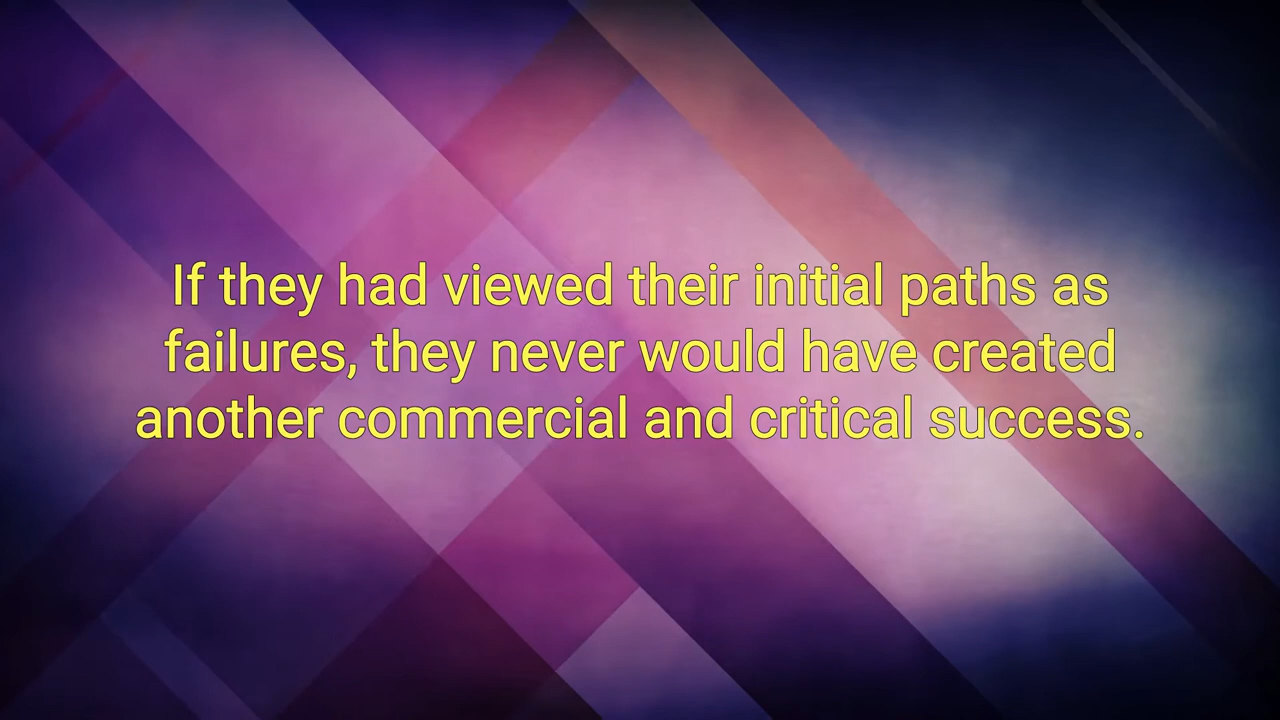 If they had viewed their initial paths as
failures, they never would have created
another commercial and critical success.